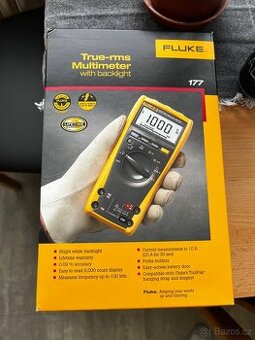 FLUKE
True-rms
Multimeter
with backlight
177
1000
LIFETIME
• Bright white backlight
• Lifetime warranty
• 0.09 % accuracy
• Easy to read 6,000 count display
• Measures frequency up to 100 kHz
• Current measurement to 10 A
(20 A for 30 sec)
• Probe holders
• Easy-access battery door
• Compatible with Fluke's ToolPak
hanging strap and magnet
Fluke. Keeping your world
up and running.
Sbazoš.cz